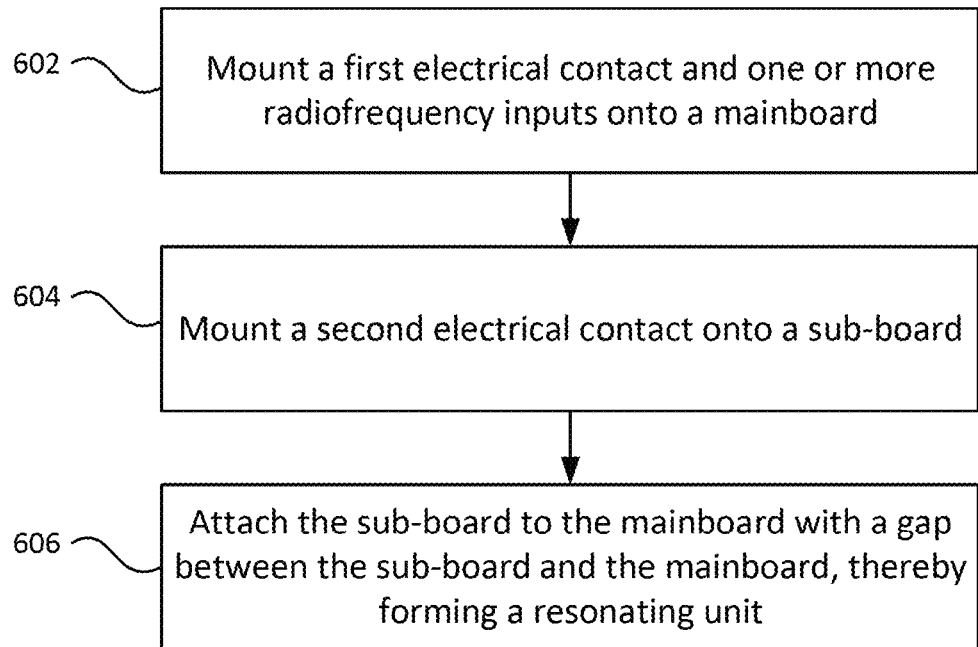 602
Mount a first electrical contact and one or more
radiofrequency inputs onto a mainboard
604
Mount a second electrical contact onto a sub-board
606
Attach the sub-board to the mainboard with a gap
between the sub-board and the mainboard, thereby
forming a resonating unit